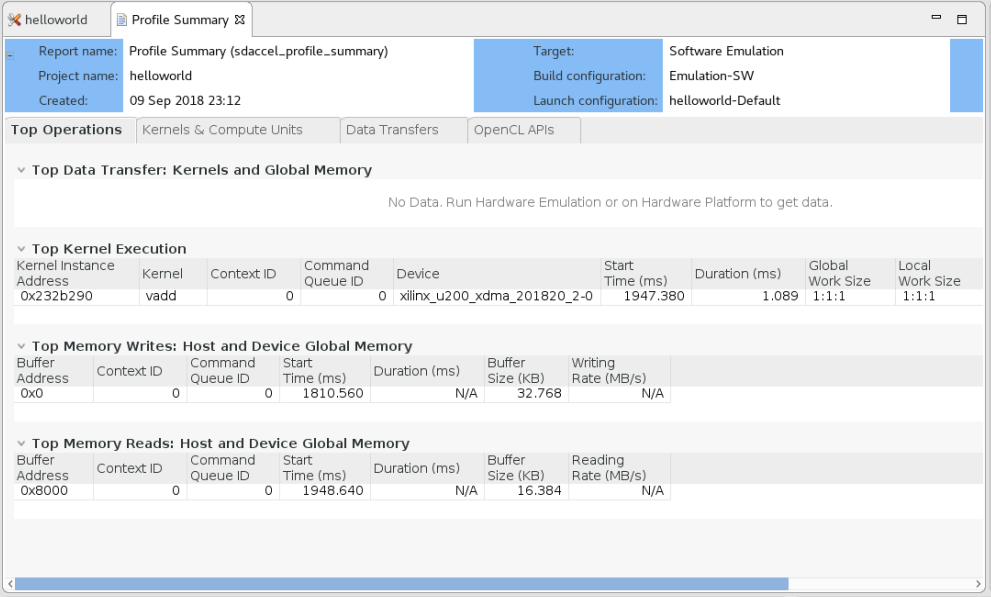 helloworld
Profile Summary
Report name: Profile Summary (sdaccel_profile_summary) Target: Software Emulation
Project name: helloworld Build configuration: Emulation-SW
Created: 09 Sep 2018 23:12 Launch configuration: helloworld-Default
Top Operations Kernels & Compute Units Data Transfers OpenCL APIs
Top Data Transfer: Kernels and Global Memory
No Data. Run Hardware Emulation or on Hardware Platform to get data.
Top Kernel Execution
Kernel Instance Address Kernel Context ID Command Queue ID Device Start Time (ms) Duration (ms) Global Work Size Local Work Size
0x232b290 vadd 0 0 xilinx_u200_xdma_201820_2-0 1947.380 1.089 1:1:1 1:1:1
Top Memory Writes: Host and Device Global Memory
Buffer Address Context ID Command Queue ID Start Time (ms) Duration (ms) Buffer Size (KB) Writing Rate (MB/s)
0x0 0 0 1810.560 N/A 32.768 N/A
Top Memory Reads: Host and Device Global Memory
Buffer Address Context ID Command Queue ID Start Time (ms) Duration (ms) Buffer Size (KB) Reading Rate (MB/s)
0x8000 0 0 1948.640 N/A 16.384 N/A